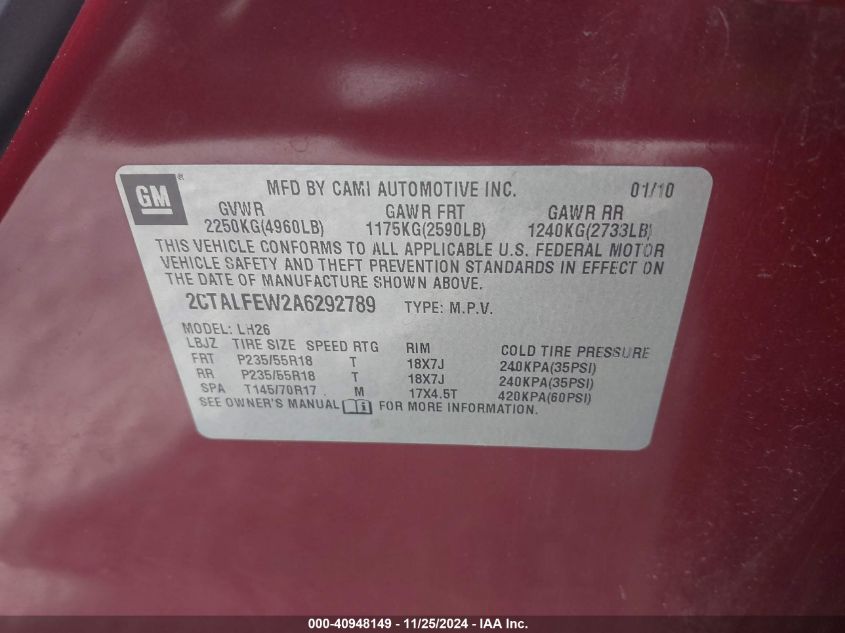 GM
MFD BY CAMI AUTOMOTIVE INC. 01/10
GVWR GAWR FRT GAWR RR
2250KG(4960LB) 1175KG(2590LB) 1240KG(2733LB)
THIS VEHICLE CONFORMS TO ALL APPLICABLE U.S. FEDERAL MOTOR
VEHICLE SAFETY AND THEFT PREVENTION STANDARDS IN EFFECT ON
THE DATE OF MANUFACTURE SHOWN ABOVE.
2CTALFEW2A6292789 TYPE: M.P.V.
MODEL: LH26
LBJZ TIRE SIZE SPEED RTG RIM COLD TIRE PRESSURE
FRT P235/55R18 T 18X7J 240KPA(35PSI)
RR P235/55R18 T 18X7J 240KPA(35PSI)
SPA T145/70R17 M 17X4.5T 420KPA(60PSI)
SEE OWNER'S MANUAL FOR MORE INFORMATION.
000-40948149 - 11/25/2024 - IAA Inc.